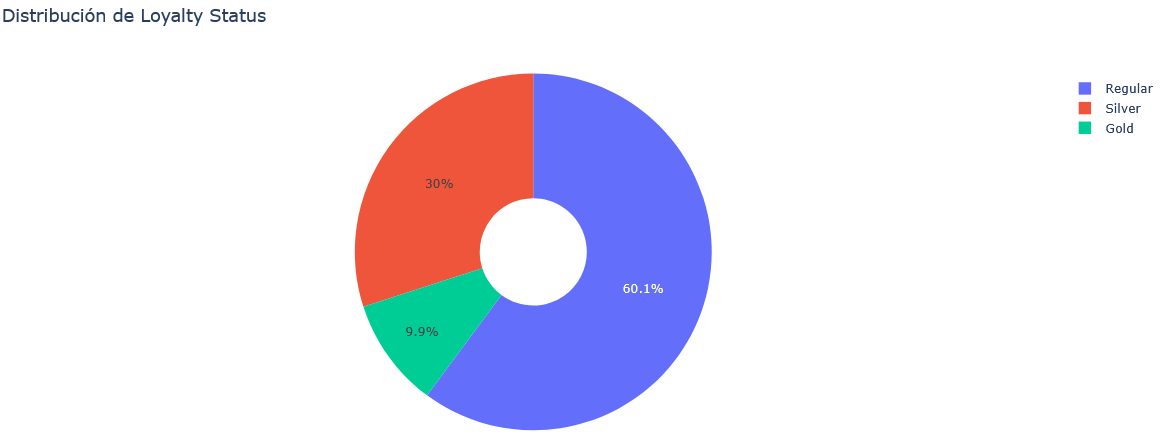 Distribución de Loyalty Status
Regular
Silver
Gold
30%
60.1%
9.9%